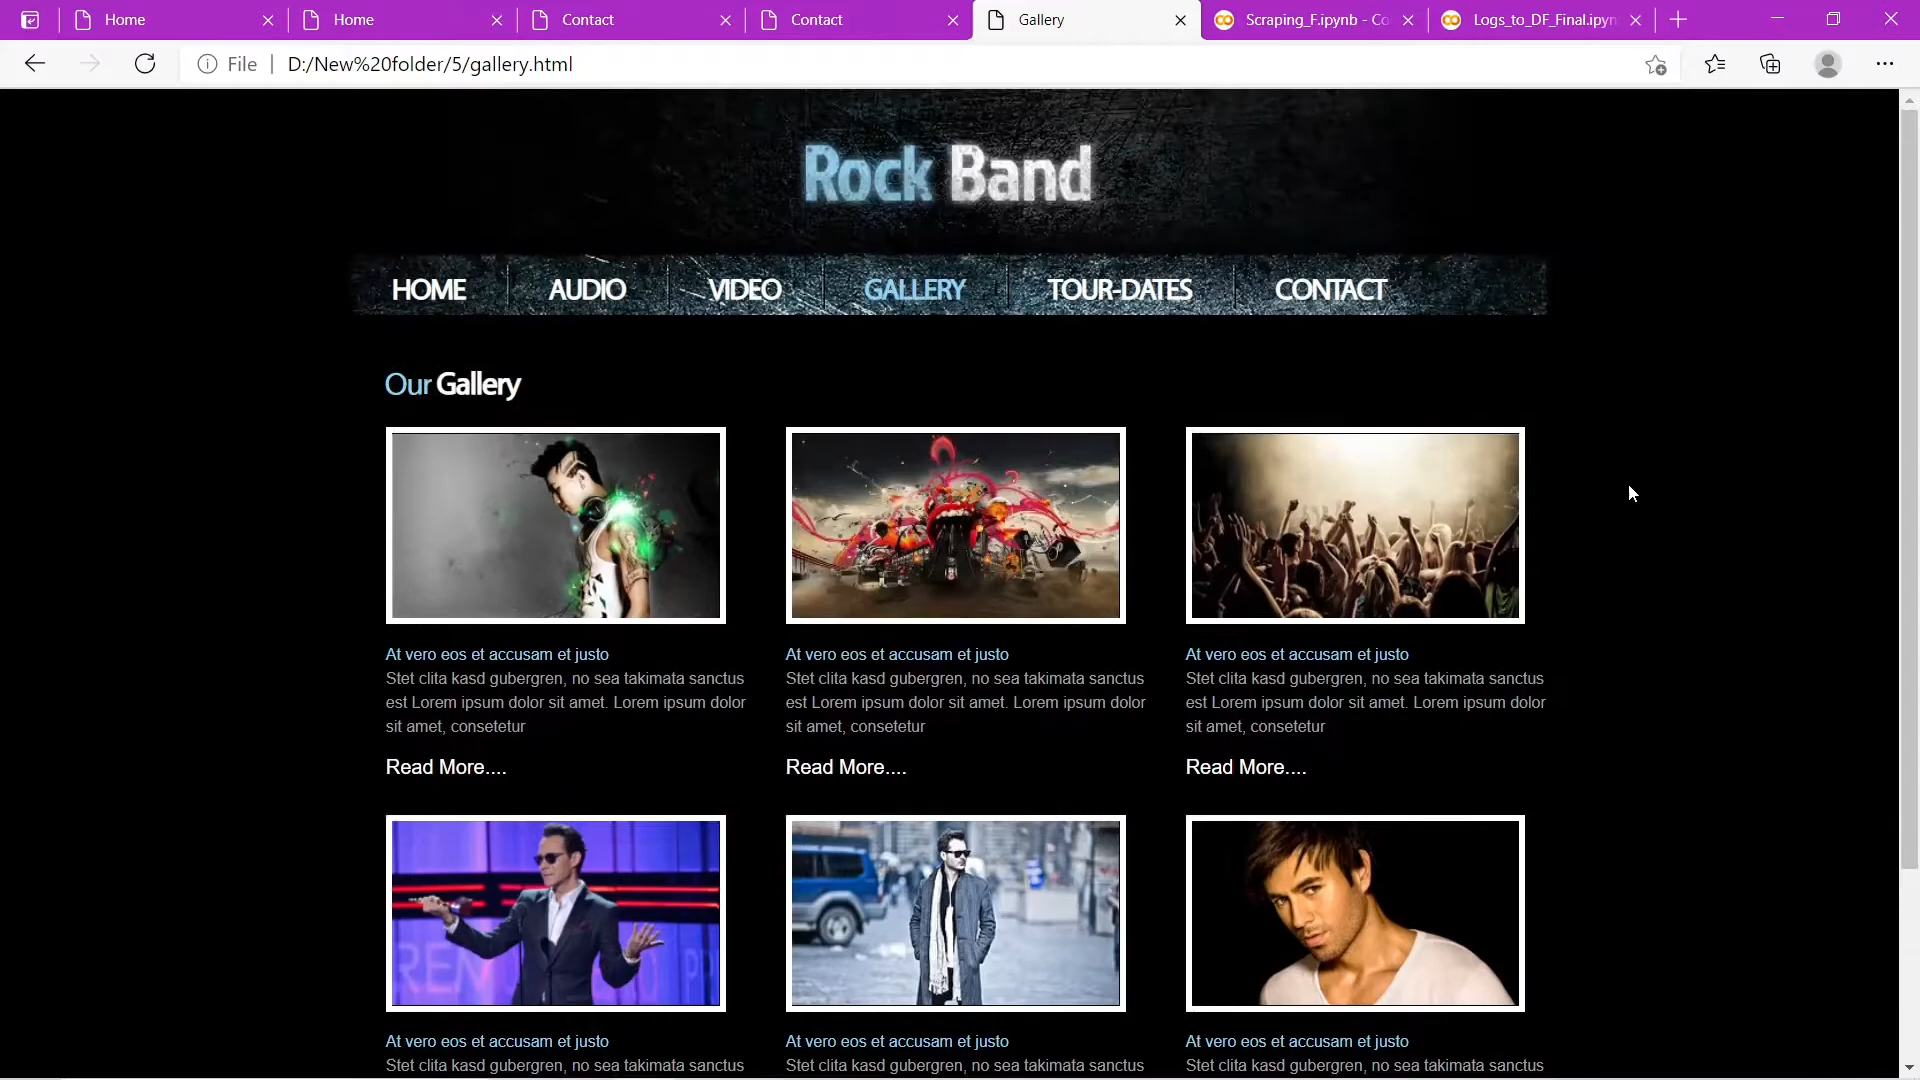 Home
Home
Contact
Contact
Gallery
Scraping_F.ipynb - Co
Logs_to_DF_Final.ipyn
File
D:/New%20folder/5/gallery.html
Rock Band
HOME
AUDIO
VIDEO
GALLERY
TOUR-DATES
CONTACT
Our Gallery
At vero eos et accusam et justo
Stet clita kasd gubergren, no sea takimata sanctus
est Lorem ipsum dolor sit amet. Lorem ipsum dolor
sit amet, consetetur
Read More....
At vero eos et accusam et justo
Stet clita kasd gubergren, no sea takimata sanctus
est Lorem ipsum dolor sit amet. Lorem ipsum dolor
sit amet, consetetur
Read More....
At vero eos et accusam et justo
Stet clita kasd gubergren, no sea takimata sanctus
est Lorem ipsum dolor sit amet. Lorem ipsum dolor
sit amet, consetetur
Read More....
At vero eos et accusam et justo
Stet clita kasd gubergren, no sea takimata sanctus
At vero eos et accusam et justo
Stet clita kasd gubergren, no sea takimata sanctus
At vero eos et accusam et justo
Stet clita kasd gubergren, no sea takimata sanctus